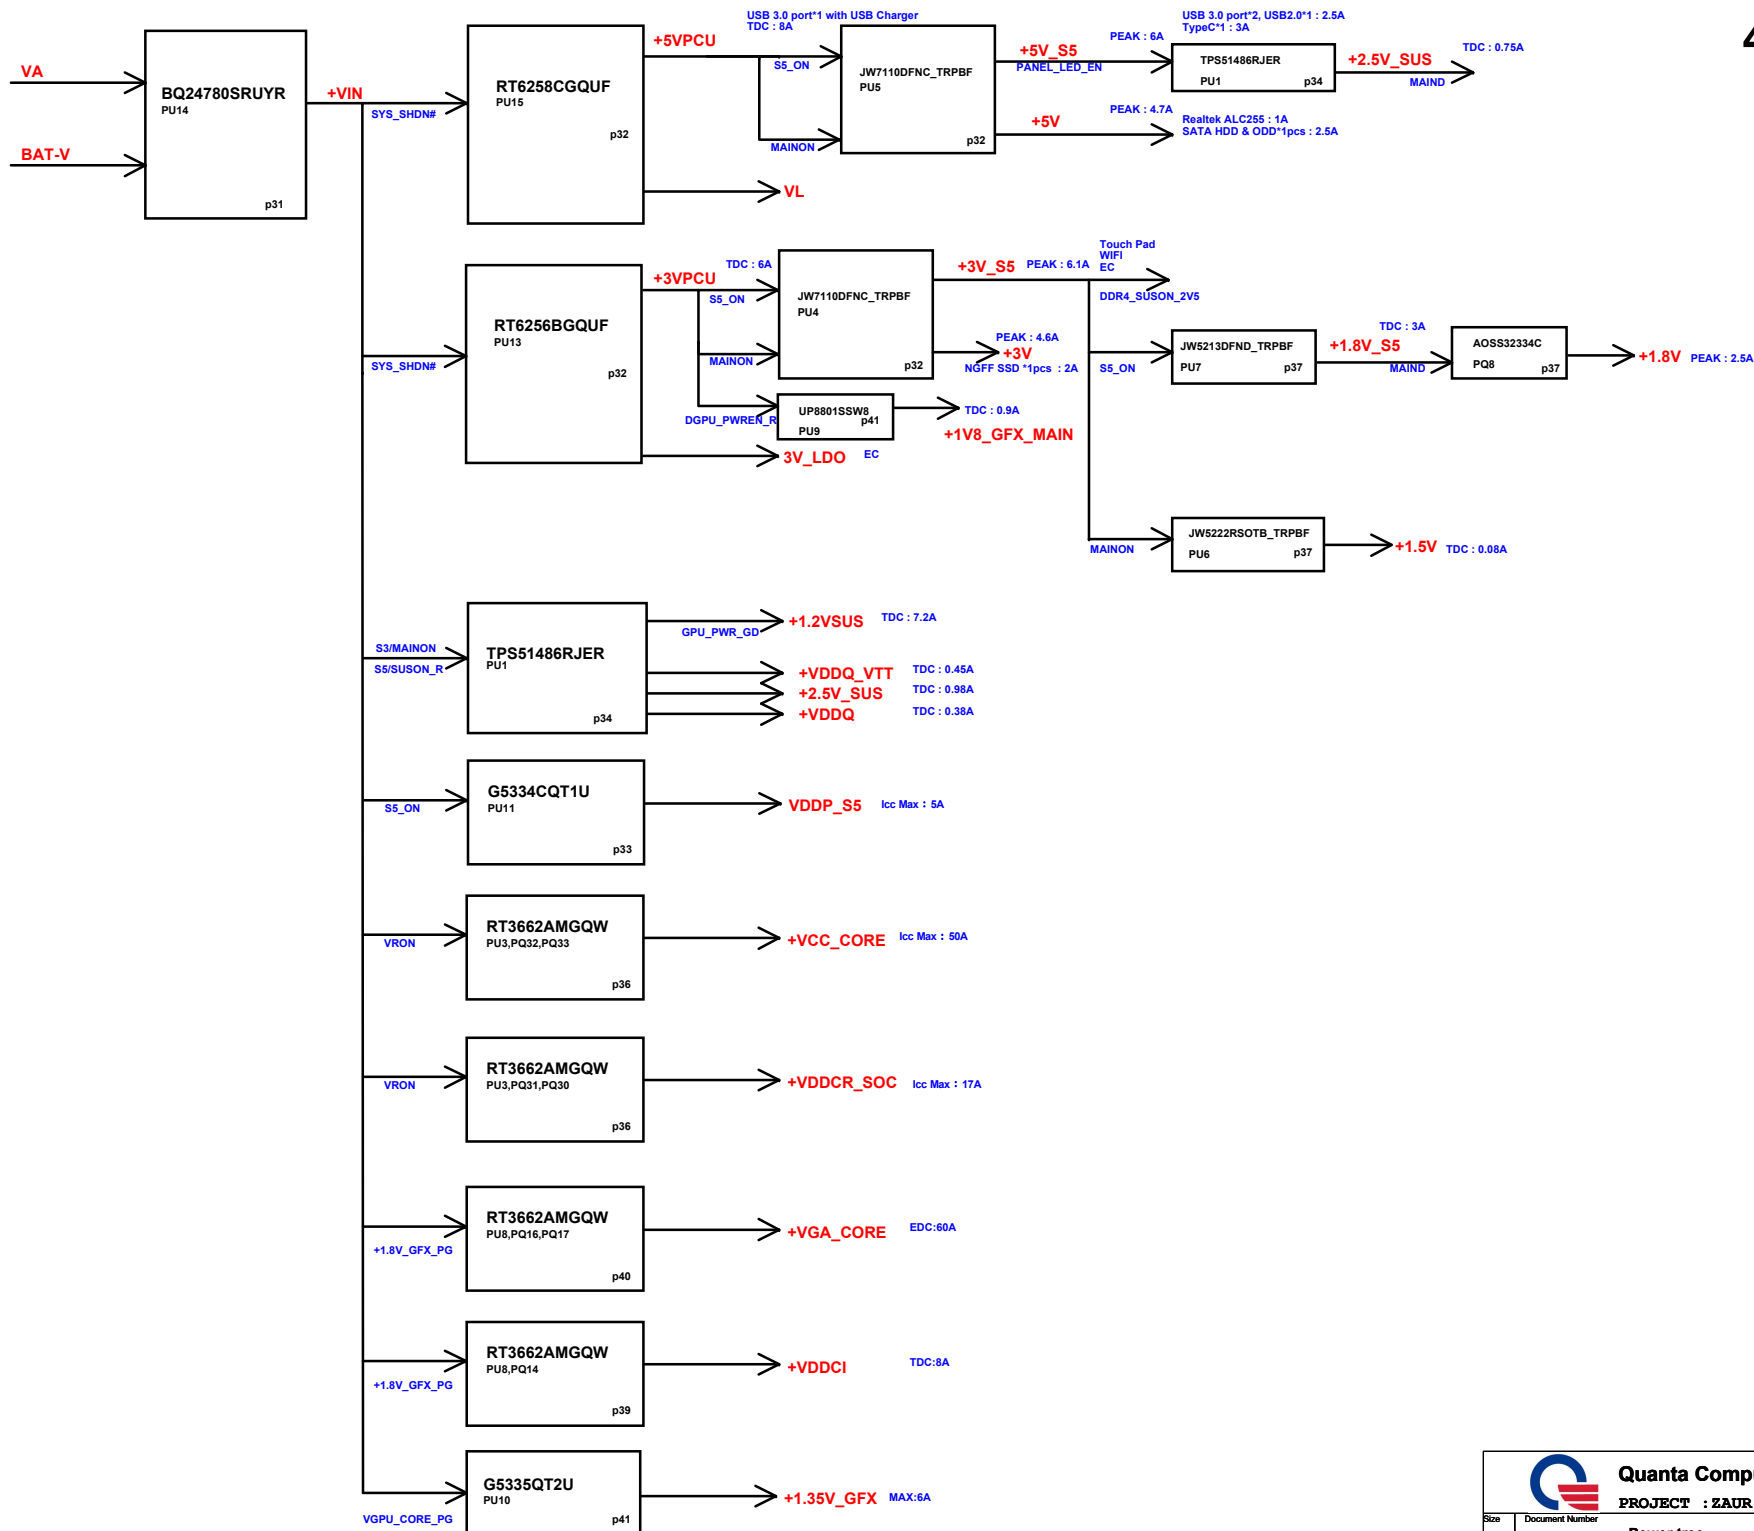 4
VA
BAT-V
BQ24780SRUYR
PU14
p31
+VIN
SYS_SHDN#
RT6258CGQUF
PU15
p32
+5VPCU
USB 3.0 port*1 with USB Charger
TDC : 8A
S5_ON
MAINON
VL
JW7110DFNC_TRPBF
PU5
p32
+5V_S5
PANEL_LED_EN
PEAK : 6A
USB 3.0 port*2, USB2.0*1 : 2.5A
TypeC*1 : 3A
TPS51486RJER
PU1
p34
+2.5V_SUS
TDC : 0.75A
MAIND
+5V
PEAK : 4.7A
Realtek ALC255 : 1A
SATA HDD & ODD*1pcs : 2.5A
SYS_SHDN#
RT6256BGQUF
PU13
p32
+3VPCU
TDC : 6A
S5_ON
MAINON
DGPU_PWREN_R
JW7110DFNC_TRPBF
PU4
p32
+3V_S5
PEAK : 6.1A
Touch Pad
WIFI
EC
DDR4_SUSON_2V5
PEAK : 4.6A
+3V
NGFF SSD *1pcs : 2A
UP8801SSW8
p41
PU9
TDC : 0.9A
+1V8_GFX_MAIN
3V_LDO
EC
S5_ON
JW5213DFND_TRPBF
PU7
p37
+1.8V_S5
TDC : 3A
MAIND
AOSS32334C
PQ8
p37
+1.8V
PEAK : 2.5A
MAINON
JW5222RSOTB_TRPBF
PU6
p37
+1.5V
TDC : 0.08A
S3/MAINON
S5/SUSON_R
TPS51486RJER
PU1
p34
GPU_PWR_GD
+1.2VSUS
TDC : 7.2A
+VDDQ_VTT
TDC : 0.45A
+2.5V_SUS
TDC : 0.98A
+VDDQ
TDC : 0.38A
S5_ON
G5334CQT1U
PU11
p33
VDDP_S5
Icc Max : 5A
VRON
RT3662AMGQW
PU3,PQ32,PQ33
p36
+VCC_CORE
Icc Max : 50A
VRON
RT3662AMGQW
PU3,PQ31,PQ30
p36
+VDDCR_SOC
Icc Max : 17A
+1.8V_GFX_PG
RT3662AMGQW
PU8,PQ16,PQ17
p40
+VGA_CORE
EDC:60A
+1.8V_GFX_PG
RT3662AMGQW
PU8,PQ14
p39
+VDDCI
TDC:8A
VGPU_CORE_PG
G5335QT2U
PU10
p41
+1.35V_GFX
MAX:6A
Quanta Comp
PROJECT : ZAUR
Size
Document Number